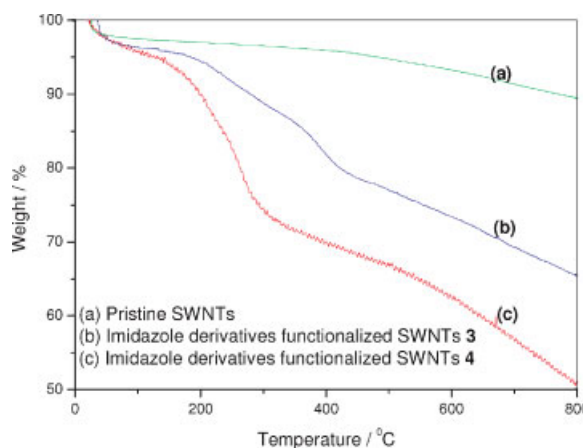 100
90
80
70
60
50
Weight / %
(a)
(b)
(c)
(a) Pristine SWNTs
(b) Imidazole derivatives functionalized SWNTs 3
(c) Imidazole derivatives functionalized SWNTs 4
0 200 400 600 800
Temperature / °C